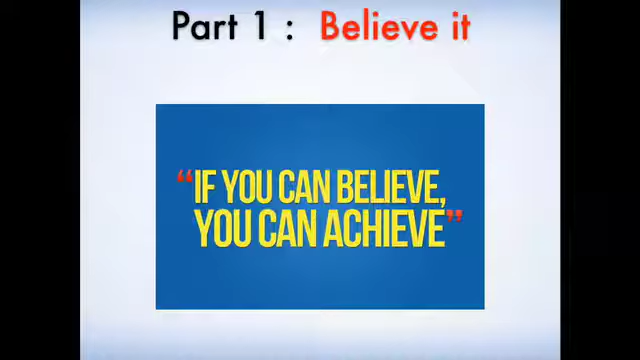 Part 1 : Believe it
“IF YOU CAN BELIEVE,
YOU CAN ACHIEVE”